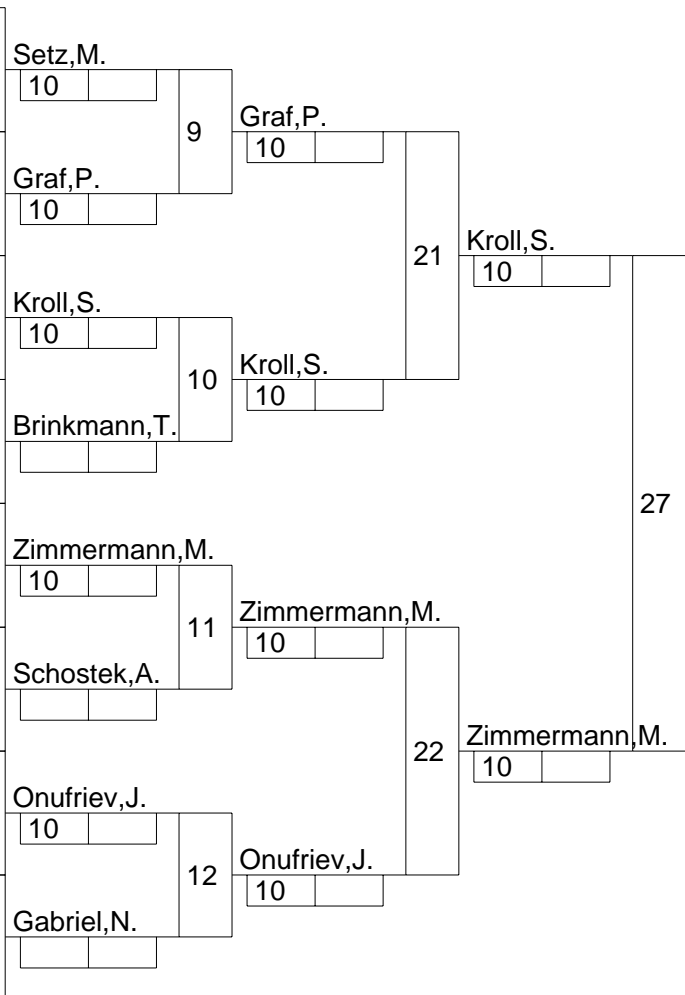 Setz,M.
10
9
Graf,P.
10
Graf,P.
10
21
Kroll,S.
10
Kroll,S.
10
10
Kroll,S.
10
Brinkmann,T.
27
Zimmermann,M.
10
11
Zimmermann,M.
10
Schostek,A.
22
Zimmermann,M.
10
Onufriev,J.
10
12
Onufriev,J.
10
Gabriel,N.